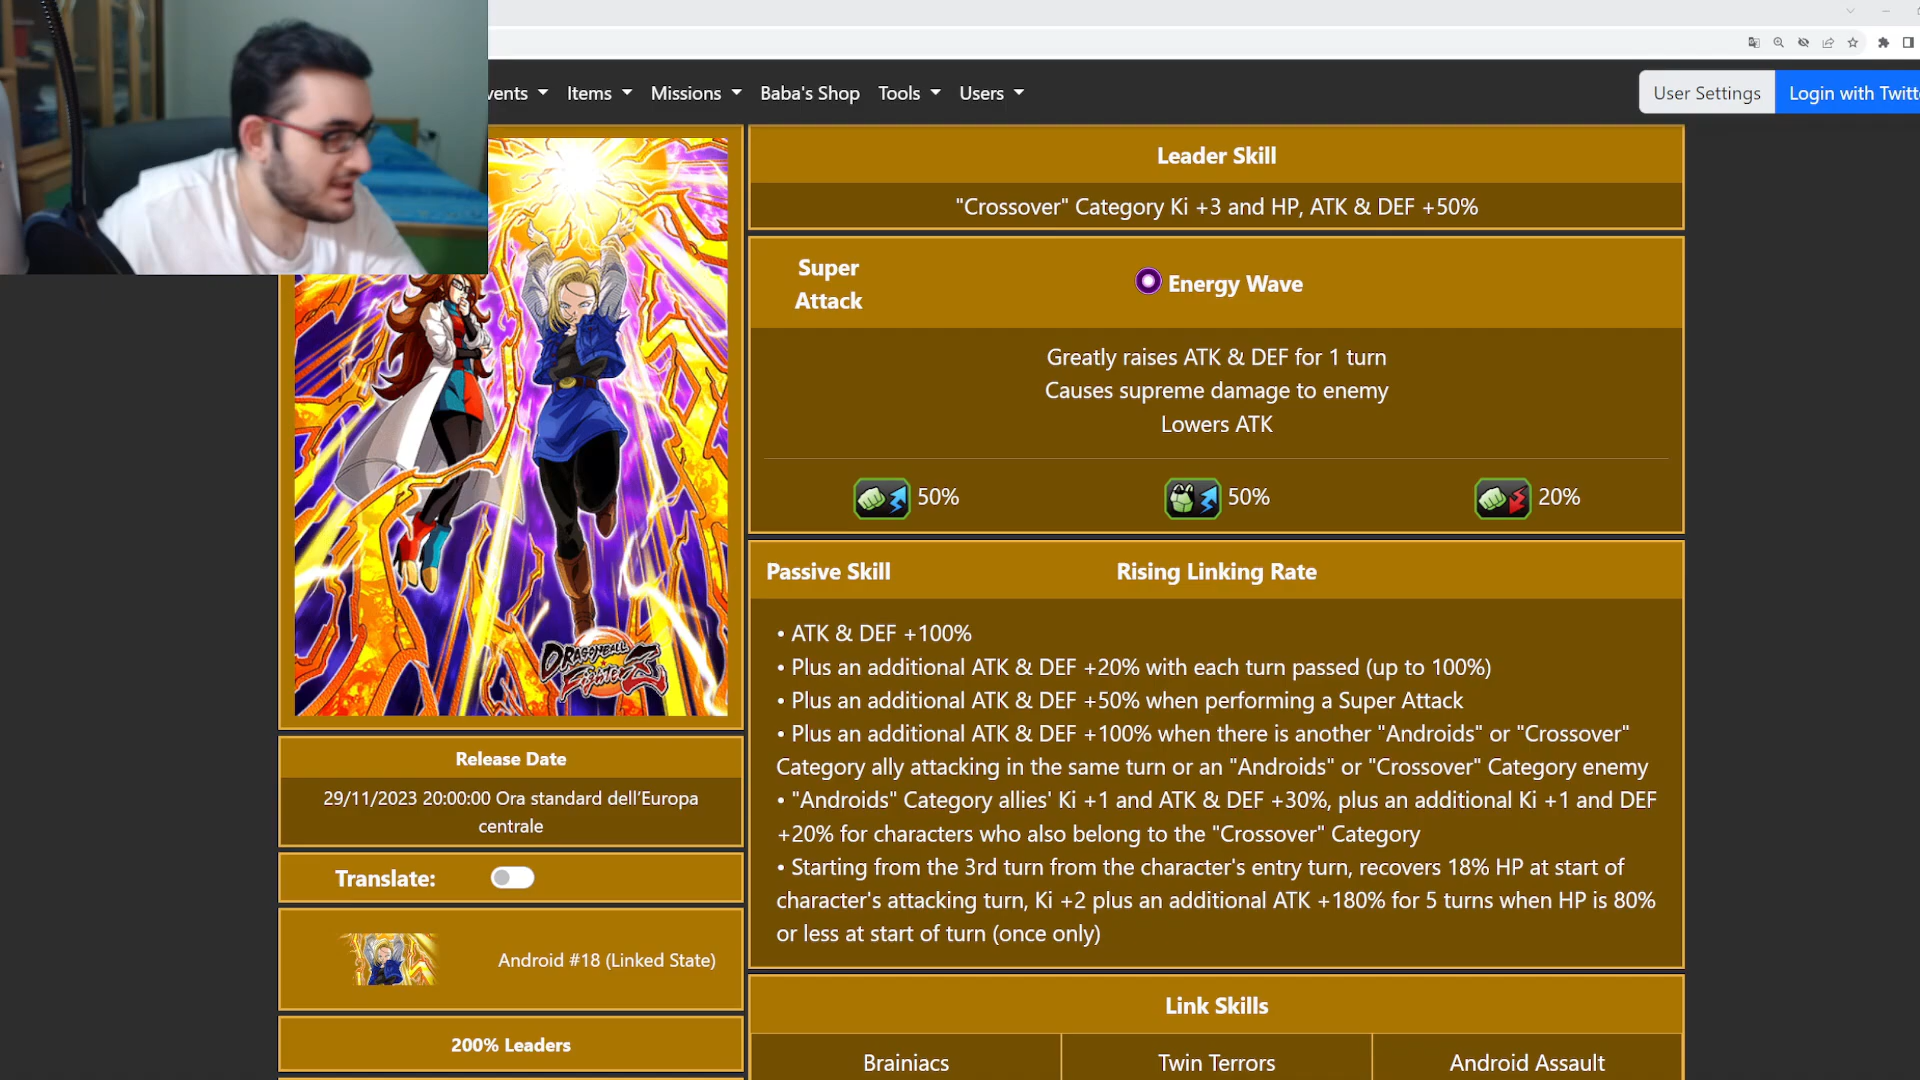 vents
Items
Missions
Baba's Shop
Tools
Users
User Settings
Login with Twitt
Leader Skill
"Crossover" Category Ki +3 and HP, ATK & DEF +50%
Super
Attack
Energy Wave
Greatly raises ATK & DEF for 1 turn
Causes supreme damage to enemy
Lowers ATK
50%
50%
20%
Passive Skill
Rising Linking Rate
• ATK & DEF +100%
• Plus an additional ATK & DEF +20% with each turn passed (up to 100%)
• Plus an additional ATK & DEF +50% when performing a Super Attack
• Plus an additional ATK & DEF +100% when there is another "Androids" or "Crossover"
Category ally attacking in the same turn or an "Androids" or "Crossover" Category enemy
• "Androids" Category allies' Ki +1 and ATK & DEF +30%, plus an additional Ki +1 and DEF
+20% for characters who also belong to the "Crossover" Category
• Starting from the 3rd turn from the character's entry turn, recovers 18% HP at start of
character's attacking turn, Ki +2 plus an additional ATK +180% for 5 turns when HP is 80%
or less at start of turn (once only)
Link Skills
Brainiacs
Twin Terrors
Android Assault
DRAGONBALL
FighterZ
Release Date
29/11/2023 20:00:00 Ora standard dell'Europa
centrale
Translate:
Android #18 (Linked State)
200% Leaders